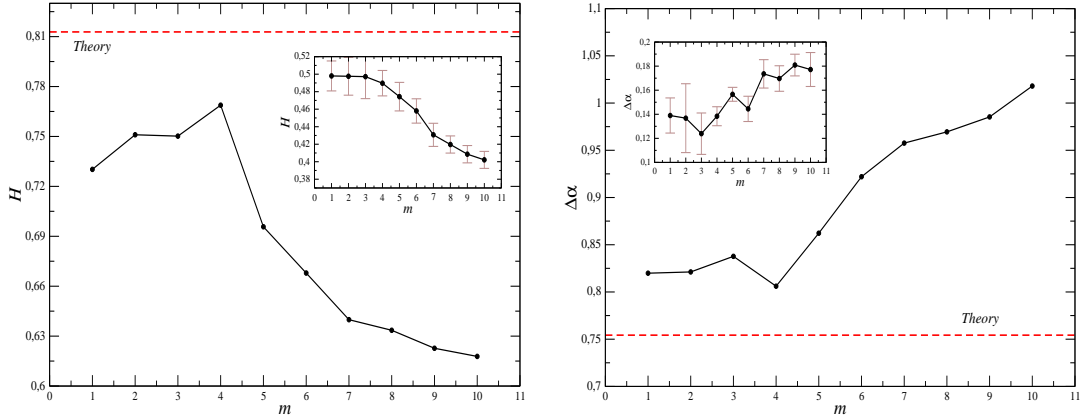 0,81
Theory
0,78
0,75
0,72
0,69
0,66
0,63
0,6
H
0 1 2 3 4 5 6 7 8 9 10 11
m
0,52
0,5
0,48
0,46
0,44
0,42
0,4
0,38
H
0 1 2 3 4 5 6 7 8 9 10 11
m
1,1
1,05
1
0,95
0,9
0,85
0,8
0,75
0,7
Δα
Theory
0 1 2 3 4 5 6 7 8 9 10 11
m
0,2
0,18
0,16
0,14
0,12
0,1
Δα
0 1 2 3 4 5 6 7 8 9 10 11
m